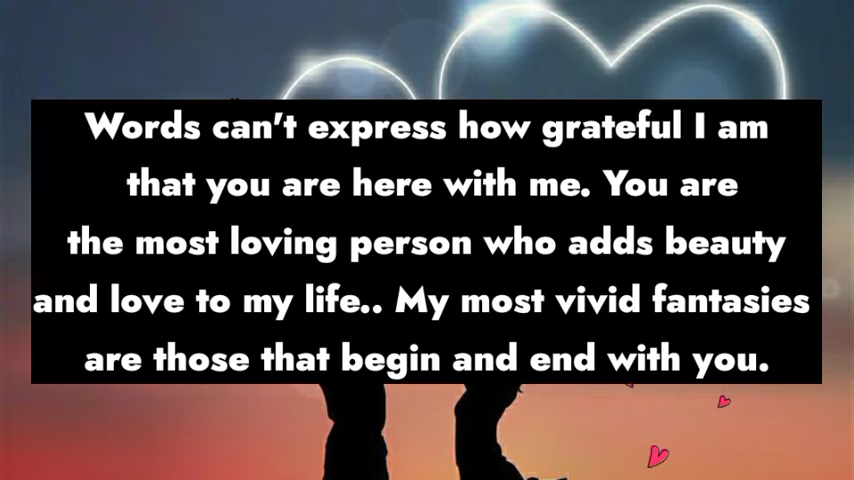 Words can't express how grateful I am
that you are here with me. You are
the most loving person who adds beauty
and love to my life.. My most vivid fantasies
are those that begin and end with you.